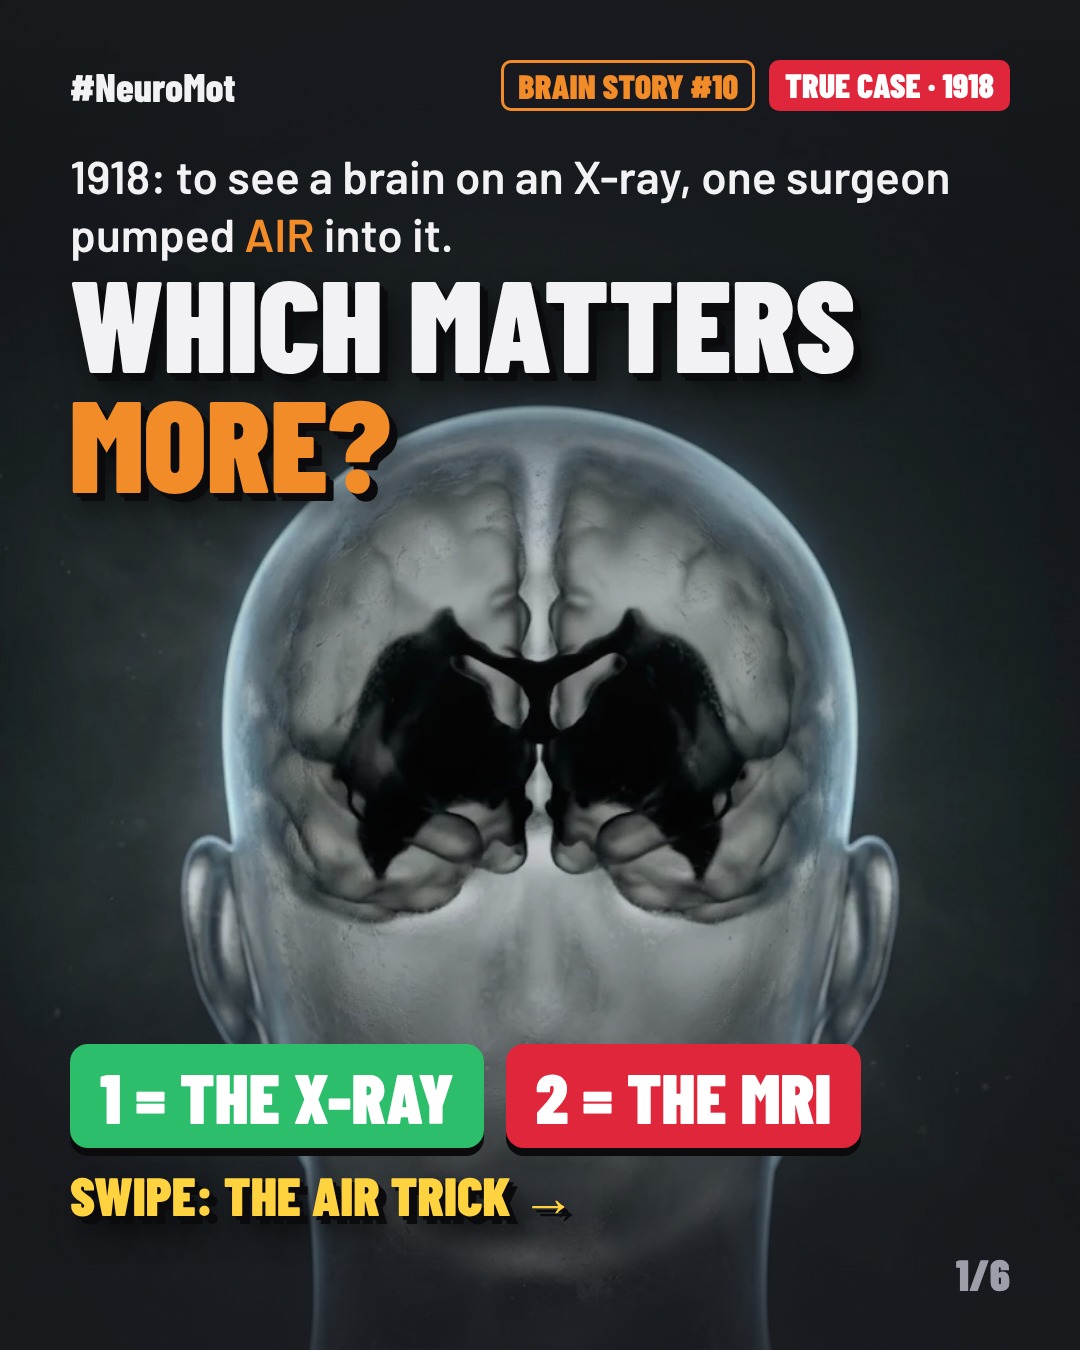 #NeuroMot
BRAIN STORY #10
TRUE CASE · 1918
1918: to see a brain on an X-ray, one surgeon
pumped AIR into it.
WHICH MATTERS
MORE?
1 = THE X-RAY
2 = THE MRI
SWIPE: THE AIR TRICK →
1/6